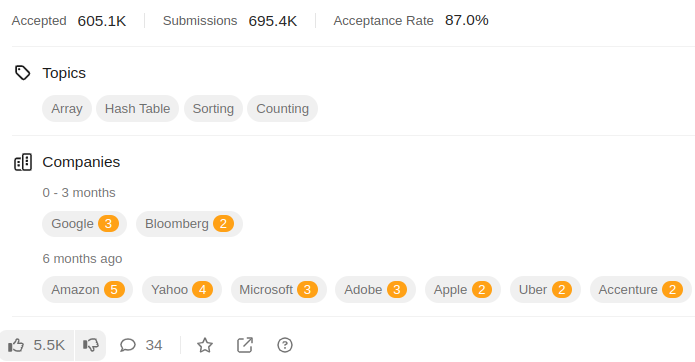 Accepted 605.1K Submissions 695.4K Acceptance Rate 87.0%
Topics
Array Hash Table Sorting Counting
Companies
0 - 3 months
Google 3 Bloomberg 2
6 months ago
Amazon 5 Yahoo 4 Microsoft 3 Adobe 3 Apple 2 Uber 2 Accenture 2
5.5K 34